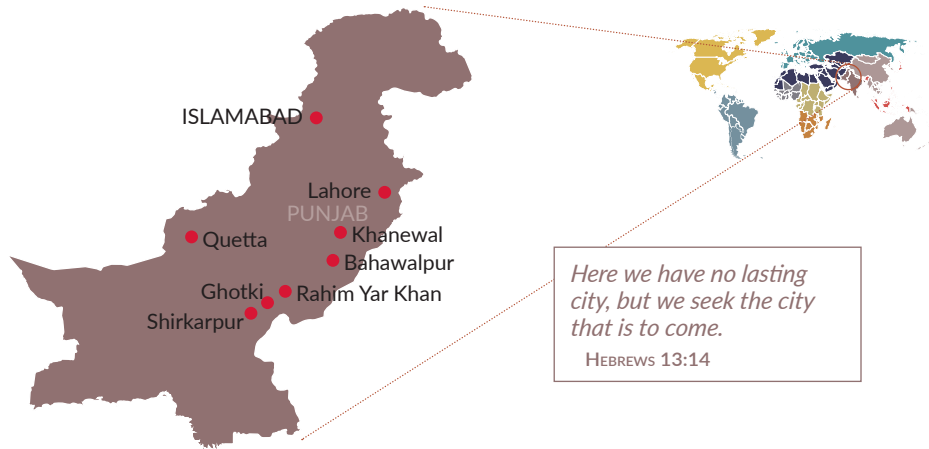 ISLAMABAD
Lahore
PUNJAB
Khanewal
Quetta
Bahawalpur
Ghotki
Rahim Yar Khan
Shirkarpur
Here we have no lasting
city, but we seek the city
that is to come.
Hebrews 13:14